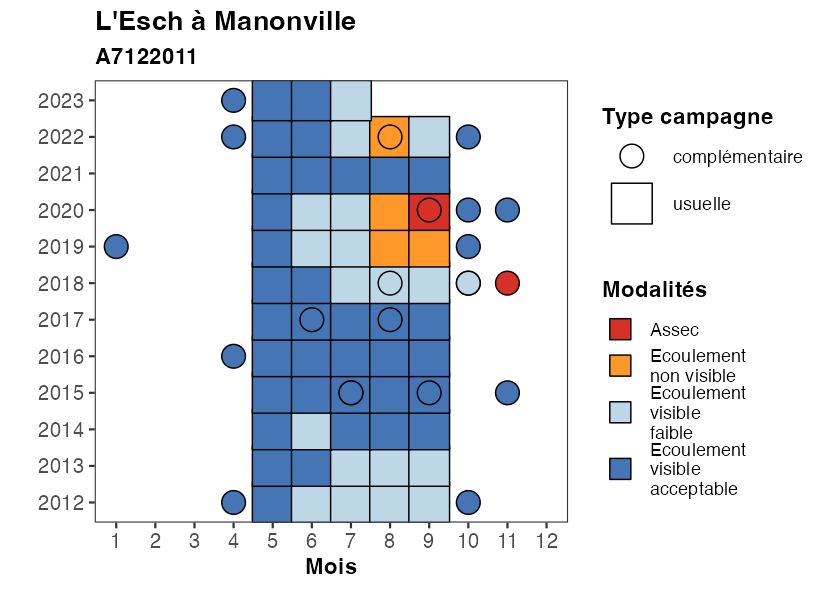 L'Esch à Manonville
A7122011
2023
2022
2021
2020
2019
2018
2017
2016
2015
2014
2013
2012
1 2 3 4 5 6 7 8 9 10 11 12
Mois
Type campagne
complémentaire
usuelle
Modalités
Assec
Ecoulement
non visible
Ecoulement
visible
faible
Ecoulement
visible
acceptable